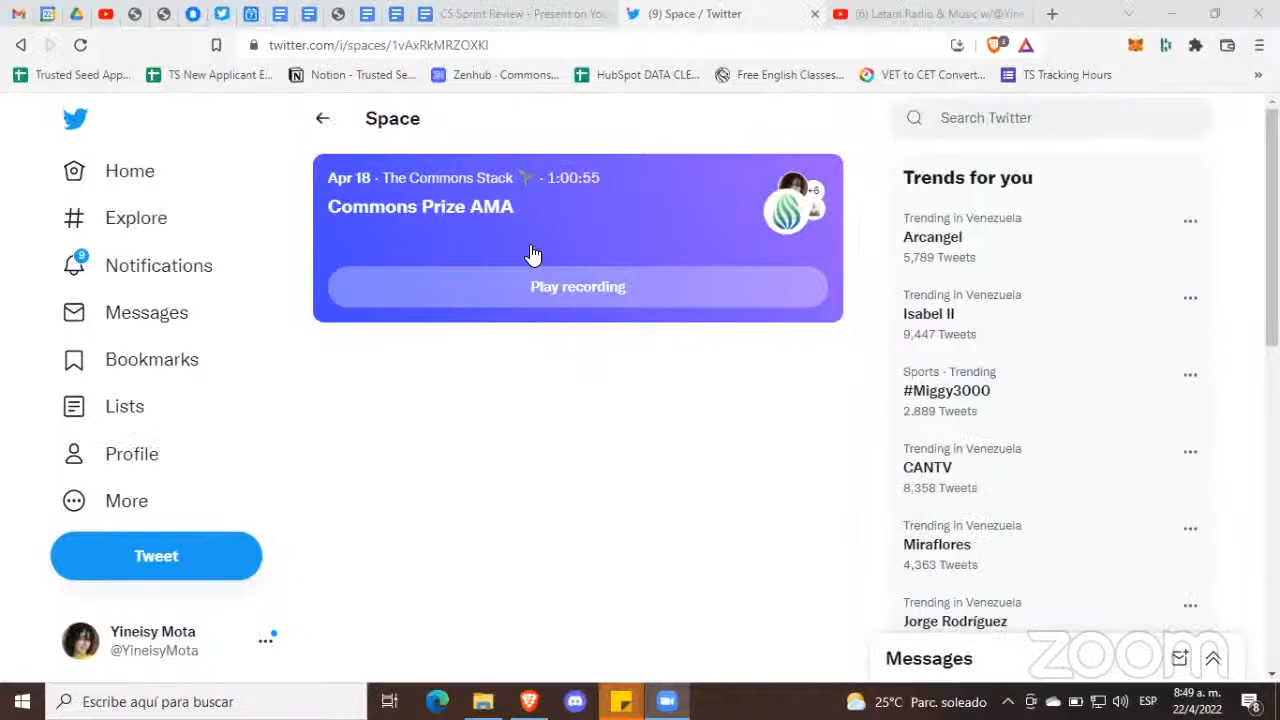 CS Sprint Review - Present on You
(9) Space / Twitter
(6) Latam Radio & Music w/@Yine
twitter.com/i/spaces/1vAxRkMRZOXKl
Trusted Seed App...
TS New Applicant E...
Notion - Trusted Se...
Zenhub - Commons...
HubSpot DATA CLE...
Free English Classes...
VET to CET Convert...
TS Tracking Hours
Space
Search Twitter
Home
Explore
9
Notifications
Messages
Bookmarks
Lists
Profile
More
Tweet
Yineisy Mota
@YineisyMota
Apr 18 · The Commons Stack · 1:00:55
Commons Prize AMA
+6
Play recording
Trends for you
Trending in Venezuela
Arcangel
5,789 Tweets
Trending in Venezuela
Isabel II
9,447 Tweets
Sports · Trending
#Miggy3000
2,889 Tweets
Trending in Venezuela
CANTV
8,358 Tweets
Trending in Venezuela
Miraflores
4,363 Tweets
Trending in Venezuela
Jorge Rodríguez
Messages
zoom
Escribe aquí para buscar
25°C Parc. soleado
ESP
8:49 a. m.
22/4/2022
8